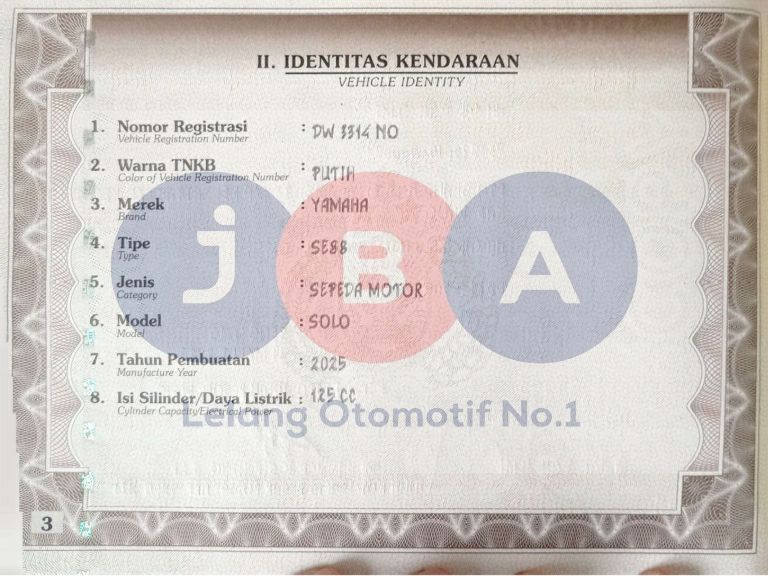 II. IDENTITAS KENDARAAN
VEHICLE IDENTITY
1. Nomor Registrasi : DW 3314 NO
Vehicle Registration Number
2. Warna TNKB : PUTIH
Color of Vehicle Registration Number
3. Merek : YAMAHA
Brand
4. Tipe : SE88
Type
5. Jenis : SEPEDA MOTOR
Category
6. Model : SOLO
Model
7. Tahun Pembuatan : 2025
Manufacture Year
8. Isi Silinder/Daya Listrik : 125 CC
Cylinder Capacity/Electrical Power
JBA
Lelang Otomotif No.1
3